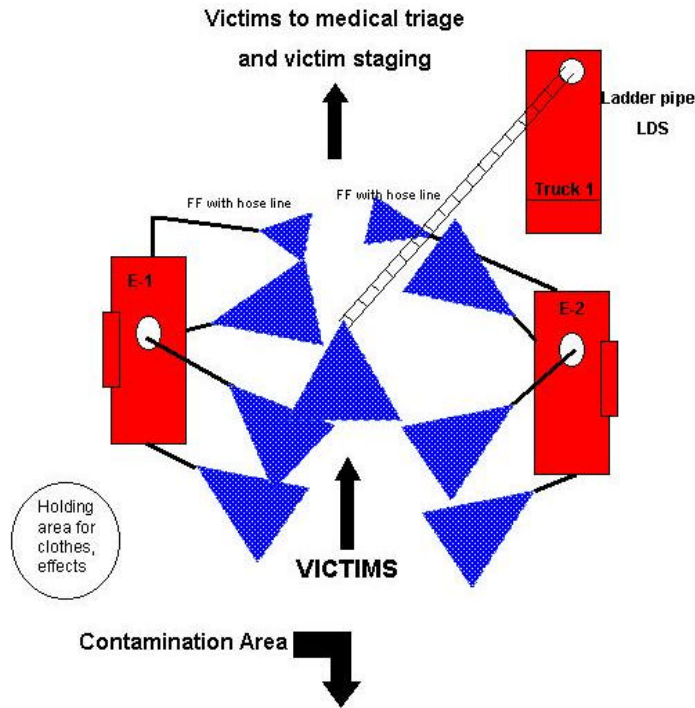 Victims to medical triage
and victim staging
Ladder pipe
LDS
Truck 1
FF with hose line
FF with hose line
E-1
E-2
Holding
area for
clothes,
effects
VICTIMS
Contamination Area